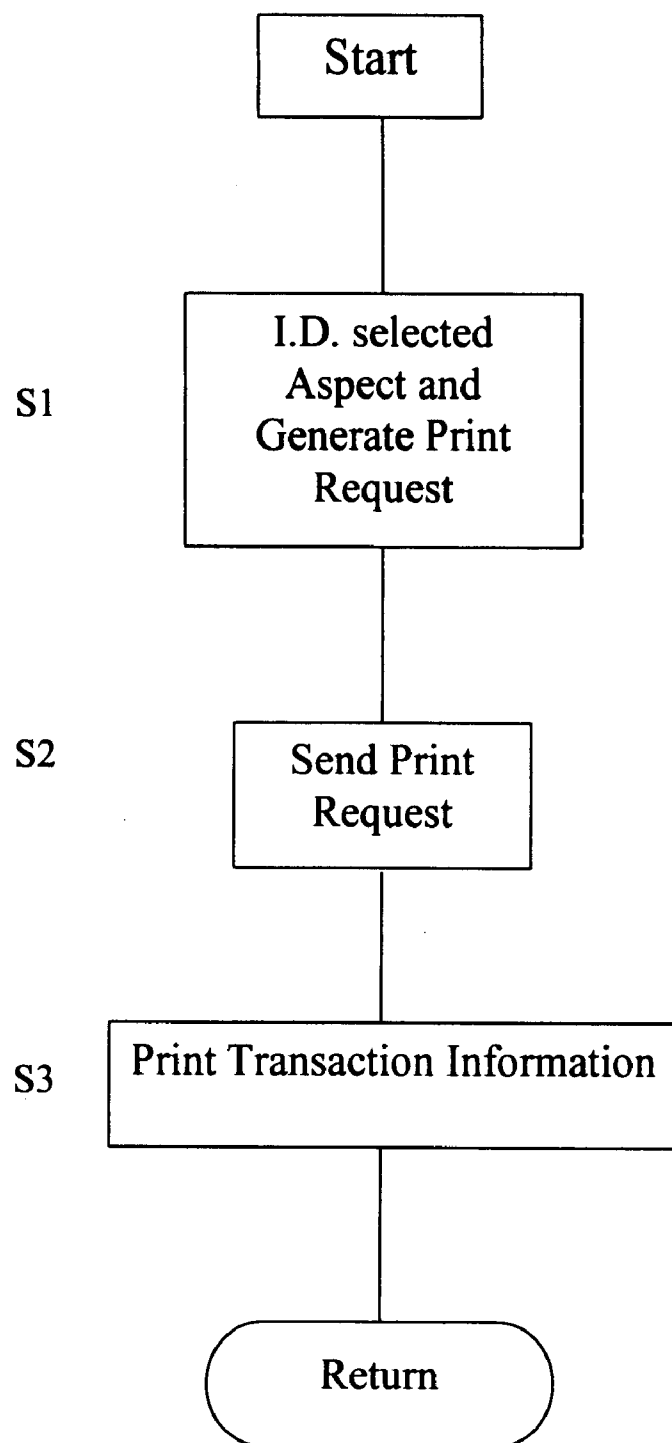 Start
S1
I.D. selected
Aspect and
Generate Print
Request
S2
Send Print
Request
S3
Print Transaction Information
Return